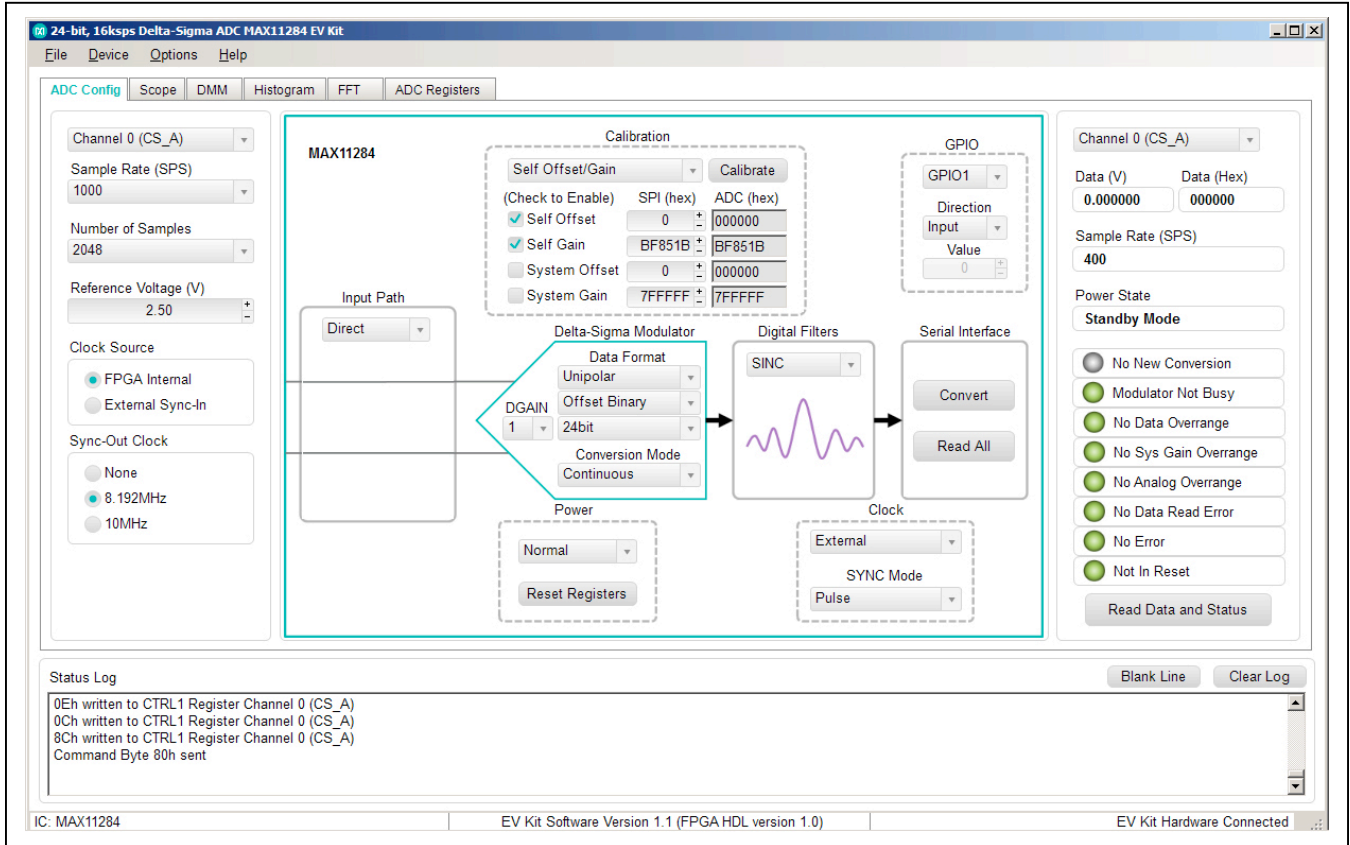 24-bit, 16ksps Delta-Sigma ADC MAX11284 EV Kit
File Device Options Help
ADC Config Scope DMM Histogram FFT ADC Registers
Channel 0 (CS_A)
Sample Rate (SPS)
1000
Number of Samples
2048
Reference Voltage (V)
2.50
Clock Source
FPGA Internal
External Sync-In
Sync-Out Clock
None
8.192MHz
10MHz
MAX11284
Input Path
Direct
Calibration
Self Offset/Gain Calibrate
(Check to Enable) SPI (hex) ADC (hex)
Self Offset 0 000000
Self Gain BF851B BF851B
System Offset 0 000000
System Gain 7FFFFF 7FFFFF
GPIO
GPIO1
Direction
Input
Value
0
Delta-Sigma Modulator
Data Format
Unipolar
Offset Binary
DGAIN
1 24bit
Conversion Mode
Continuous
Digital Filters
SINC
Serial Interface
Convert
Read All
Power
Normal
Reset Registers
Clock
External
SYNC Mode
Pulse
Channel 0 (CS_A)
Data (V) Data (Hex)
0.000000 000000
Sample Rate (SPS)
400
Power State
Standby Mode
No New Conversion
Modulator Not Busy
No Data Overrange
No Sys Gain Overrange
No Analog Overrange
No Data Read Error
No Error
Not In Reset
Read Data and Status
Status Log Blank Line Clear Log
0Eh written to CTRL1 Register Channel 0 (CS_A)
0Ch written to CTRL1 Register Channel 0 (CS_A)
8Ch written to CTRL1 Register Channel 0 (CS_A)
Command Byte 80h sent
IC: MAX11284 EV Kit Software Version 1.1 (FPGA HDL version 1.0) EV Kit Hardware Connected